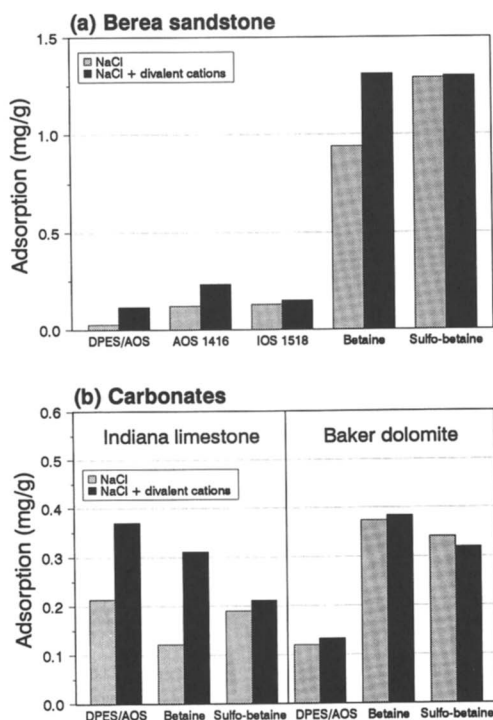 (a) Berea sandstone
1.5
NaCl
NaCl + divalent cations
1.0
Adsorption (mg/g)
0.5
0.0
DPES/AOS AOS 1416 IOS 1518 Betaine Sulfo-betaine
(b) Carbonates
0.6
Indiana limestone Baker dolomite
0.5
NaCl
NaCl + divalent cations
0.4
Adsorption (mg/g)
0.3
0.2
0.1
0.0
DPES/AOS Betaine Sulfo-betaine DPES/AOS Betaine Sulfo-betaine